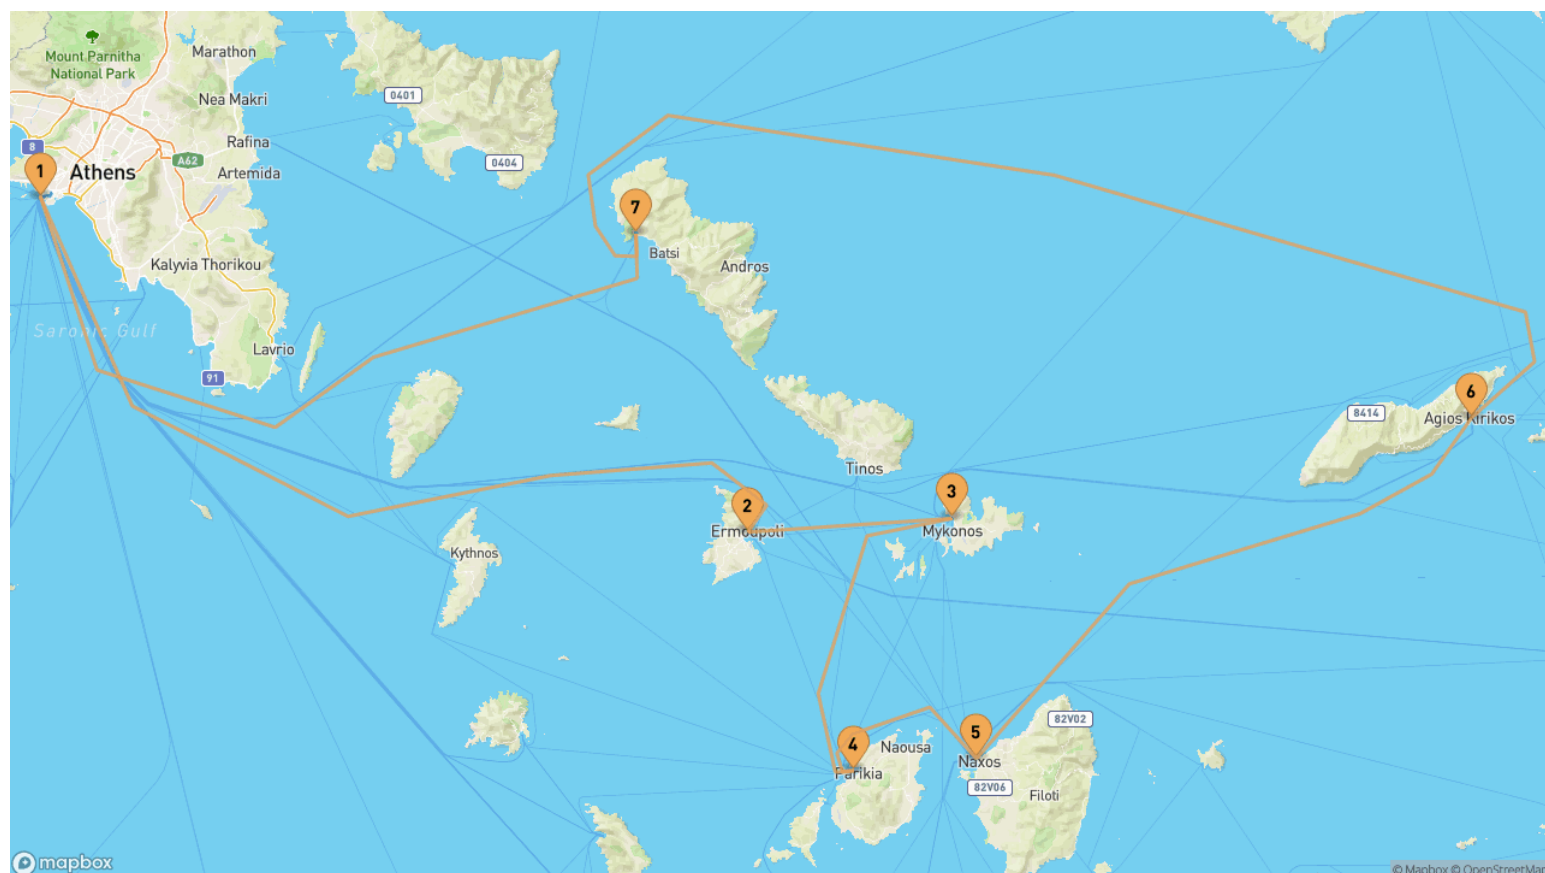 Mount Parnitha
National Park
Marathon
Nea Makri
0401
8
Rafina
A62
0404
1
Athens
Artemida
7
Kalyvia Thorikou
Batsi
Andros
Saronic Gulf
Lavrio
91
6
8414
Agios Kirikos
Tinos
3
2
Ermoupoli
Mykonos
Kythnos
82V02
5
4
Naousa
Naxos
Parikia
82V06
Filoti
mapbox
© Mapbox © OpenStreetMap